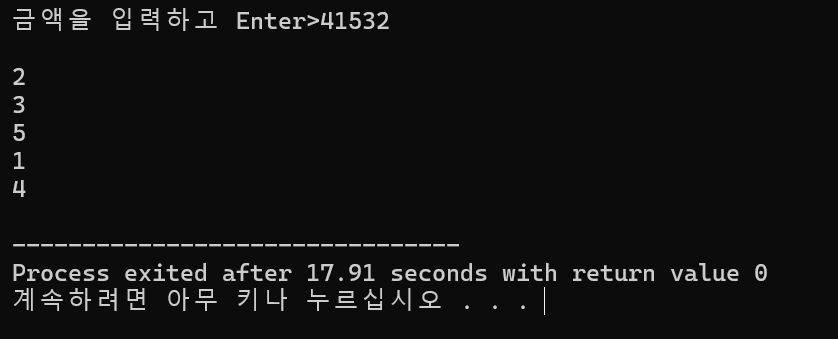 금액을 입력하고 Enter>41532
2
3
5
1
4
--------------------------------
Process exited after 17.91 seconds with return value 0
계속하려면 아무 키나 누르십시오 . . .